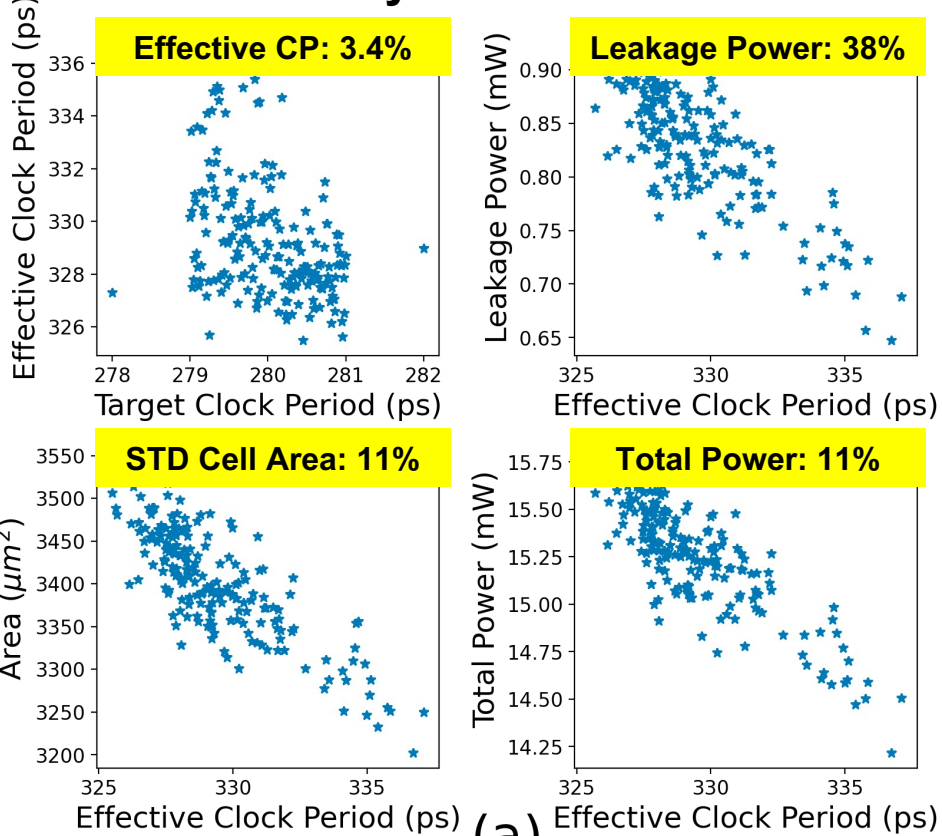 Effective CP: 3.4%
Effective Clock Period (ps)
336
334
332
330
328
326
278 279 280 281 282
Target Clock Period (ps)
Leakage Power: 38%
Leakage Power (mW)
0.90
0.85
0.80
0.75
0.70
0.65
325 330 335
Effective Clock Period (ps)
STD Cell Area: 11%
Area (μm²)
3550
3500
3450
3400
3350
3300
3250
3200
325 330 335
Effective Clock Period (ps)
Total Power: 11%
Total Power (mW)
15.75
15.50
15.25
15.00
14.75
14.50
14.25
325 330 335
Effective Clock Period (ps)
(a)